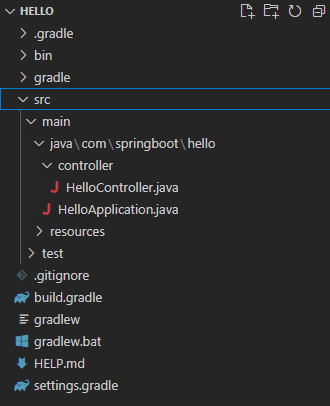 HELLO
.gradle
bin
gradle
src
main
java\com\springboot\hello
controller
HelloController.java
HelloApplication.java
resources
test
.gitignore
build.gradle
gradlew
gradlew.bat
HELP.md
settings.gradle